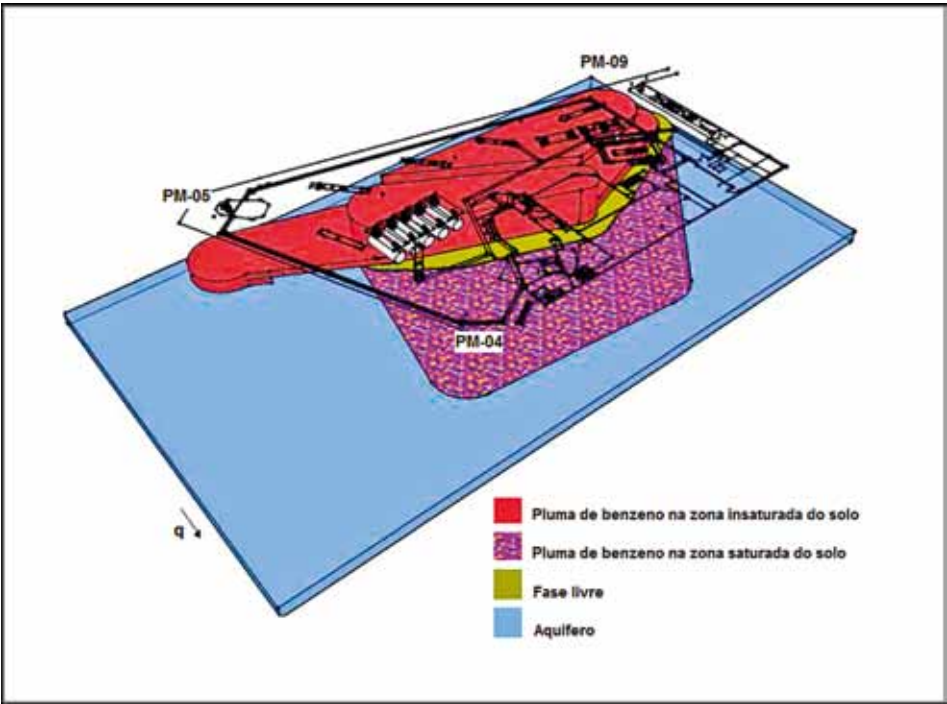 PM-09
PM-05
PM-04
q
Pluma de benzeno na zona insaturada do solo
Pluma de benzeno na zona saturada do solo
Fase livre
Aquífero